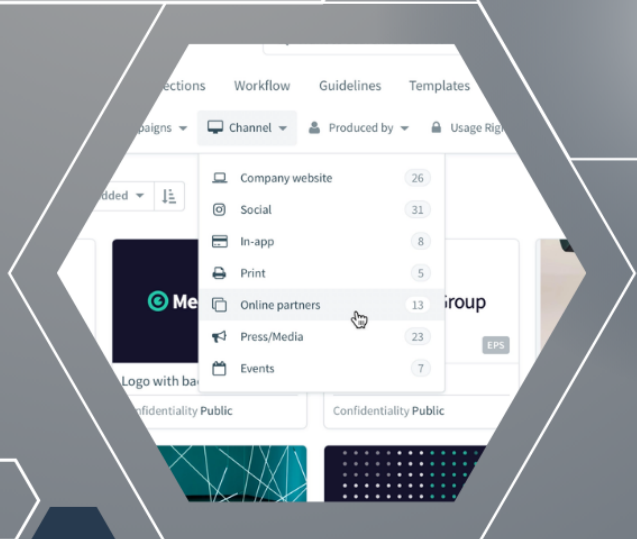 ections Workflow Guidelines Templates
paigns Channel Produced by Usage Rig
dded
Company website 26
Social 31
In-app 8
Print 5
Me
Online partners 13
Group
Press/Media 23
EPS
Events 7
Logo with ba
nfidentiality Public
Confidentiality Public